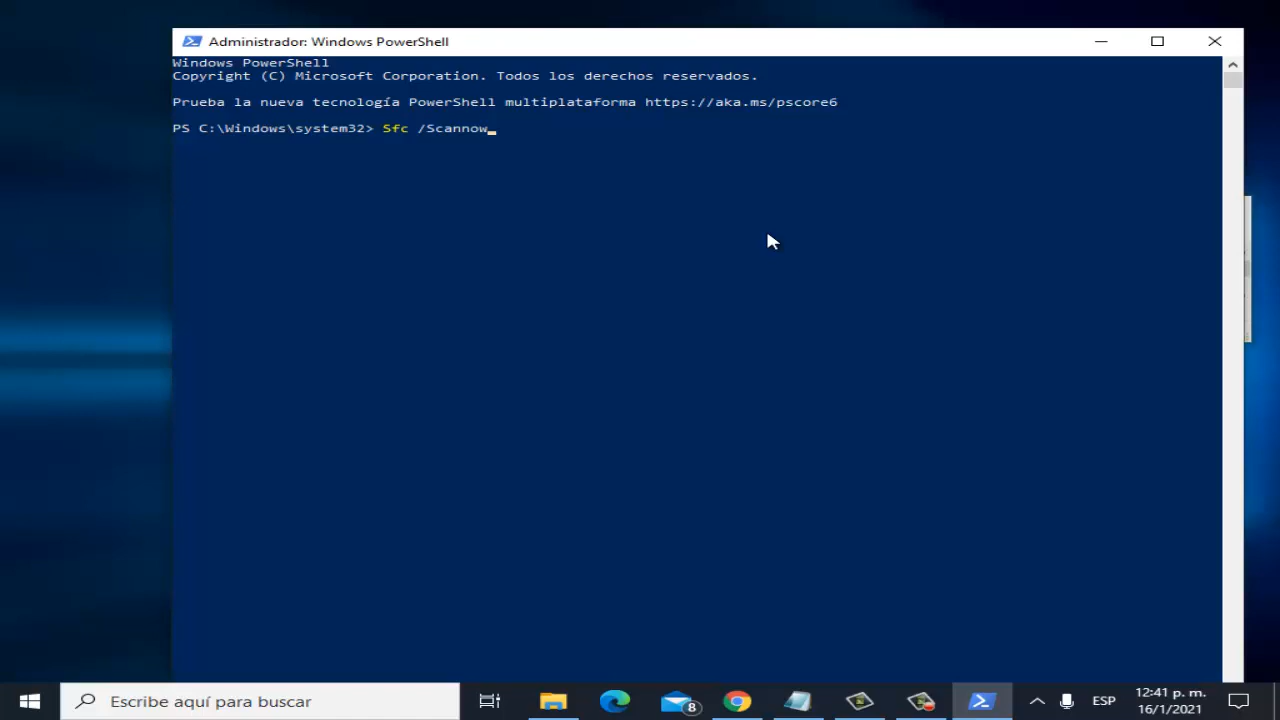 Administrador: Windows PowerShell
Windows PowerShell
Copyright (C) Microsoft Corporation. Todos los derechos reservados.
Prueba la nueva tecnología PowerShell multiplataforma https://aka.ms/pscore6
PS C:\Windows\system32> Sfc /Scannow
Escribe aquí para buscar
8
ESP
12:41 p. m.
16/1/2021